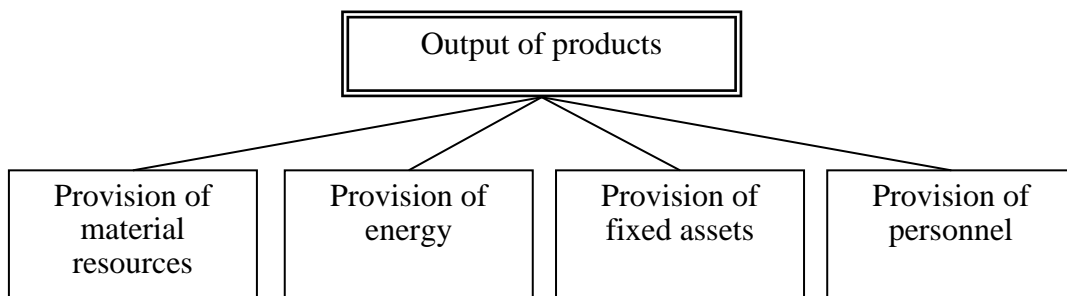 Output of products
Provision of
material
resources
Provision of
energy
Provision of
fixed assets
Provision of
personnel